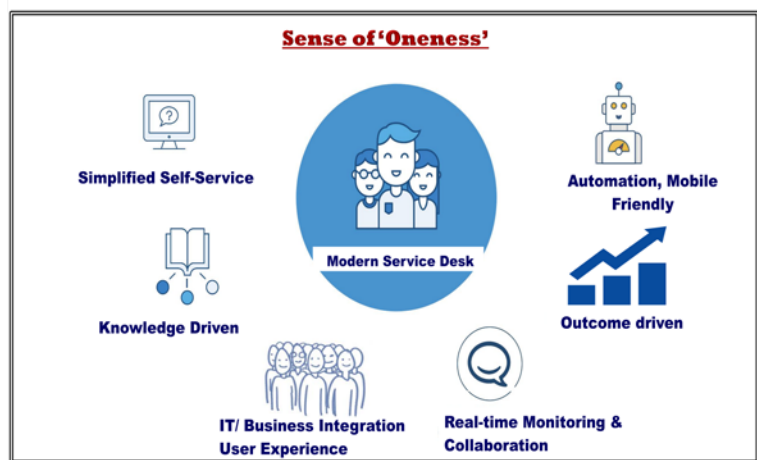 Sense of ‘Oneness’
Simplified Self-Service
Automation, Mobile
Friendly
Modern Service Desk
Knowledge Driven
Outcome driven
IT/ Business Integration
User Experience
Real-time Monitoring &
Collaboration